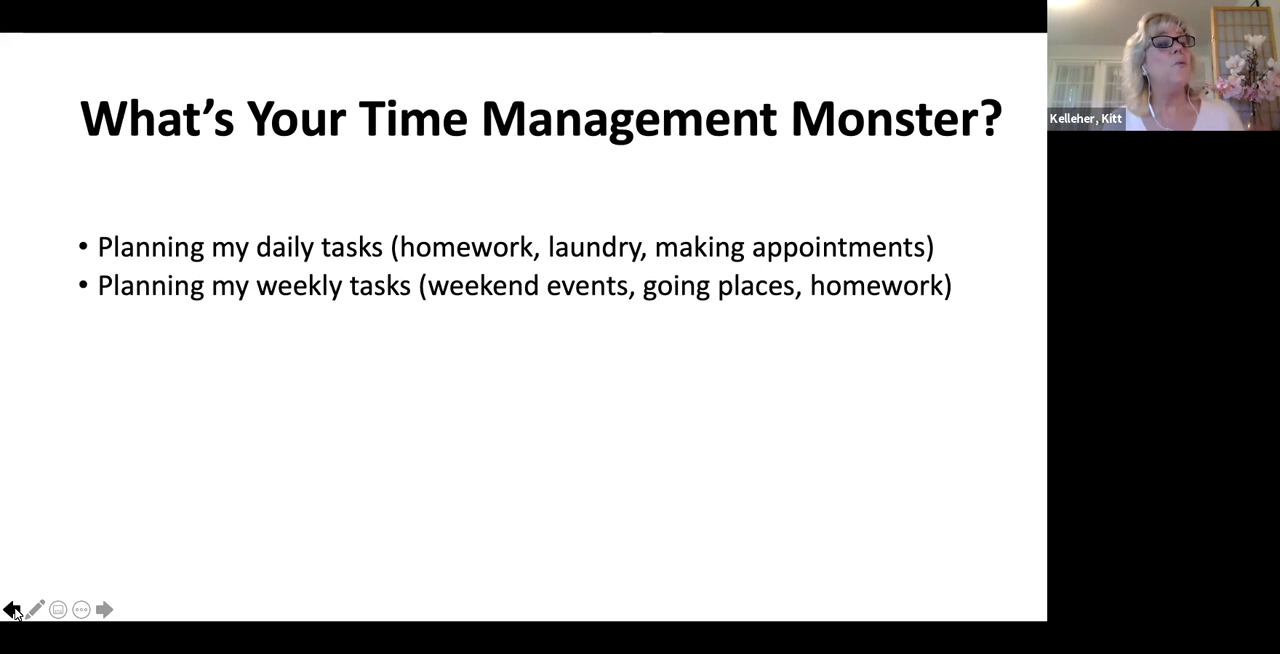 What’s Your Time Management Monster?
• Planning my daily tasks (homework, laundry, making appointments)
• Planning my weekly tasks (weekend events, going places, homework)
Kelleher, Kitt